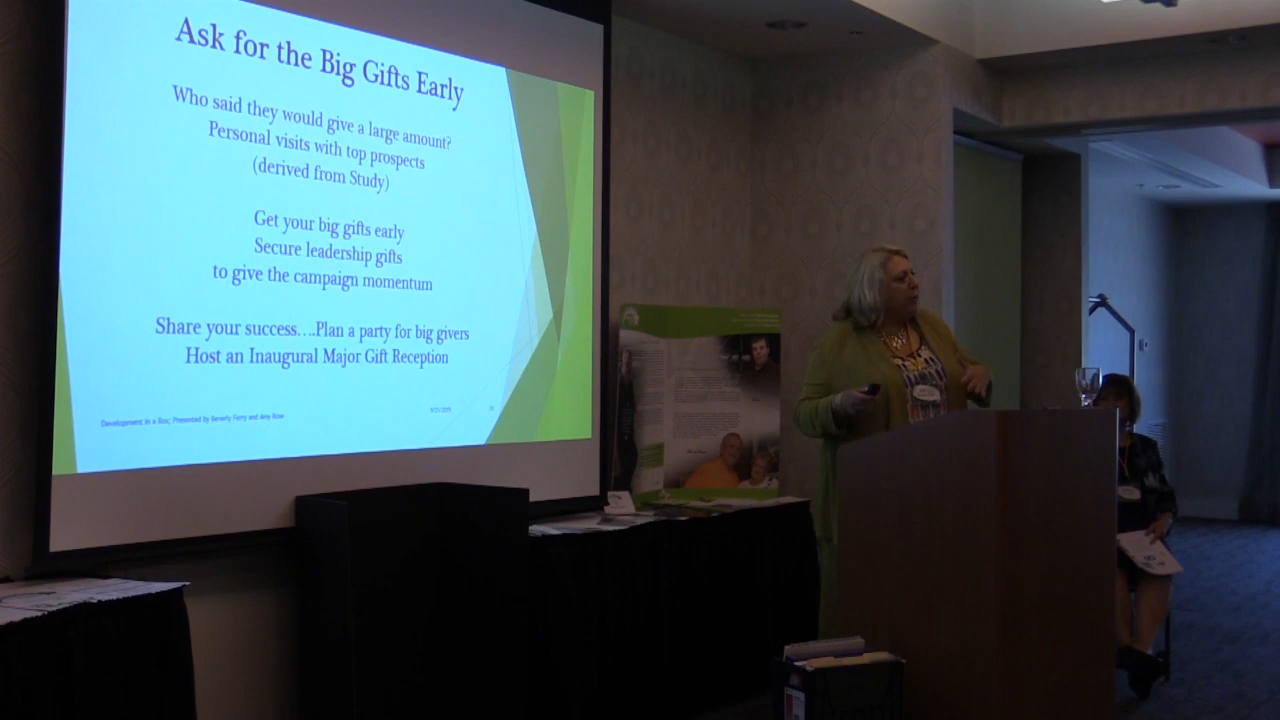 Ask for the Big Gifts Early
Who said they would give a large amount?
Personal visits with top prospects
(derived from Study)
Get your big gifts early
Secure leadership gifts
to give the campaign momentum
Share your success….Plan a party for big givers
Host an Inaugural Major Gift Reception
Development in a Box; Presented by Beverly Ferry and Amy Rose